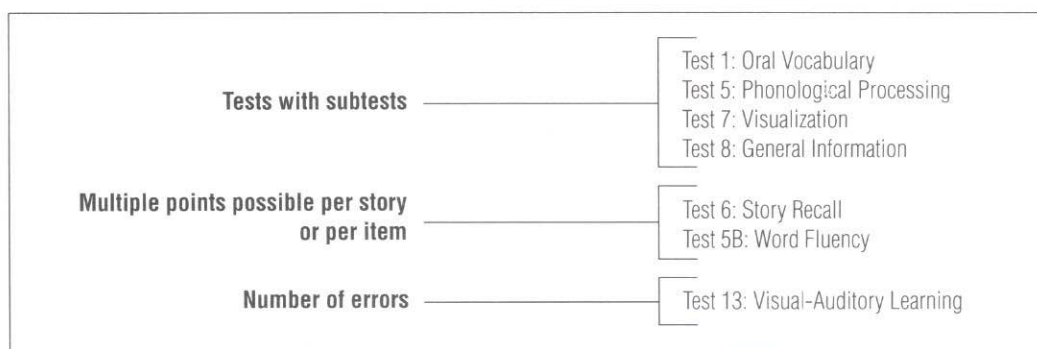 Tests with subtests
Test 1: Oral Vocabulary
Test 5: Phonological Processing
Test 7: Visualization
Test 8: General Information
Multiple points possible per story
or per item
Test 6: Story Recall
Test 5B: Word Fluency
Number of errors
Test 13: Visual-Auditory Learning